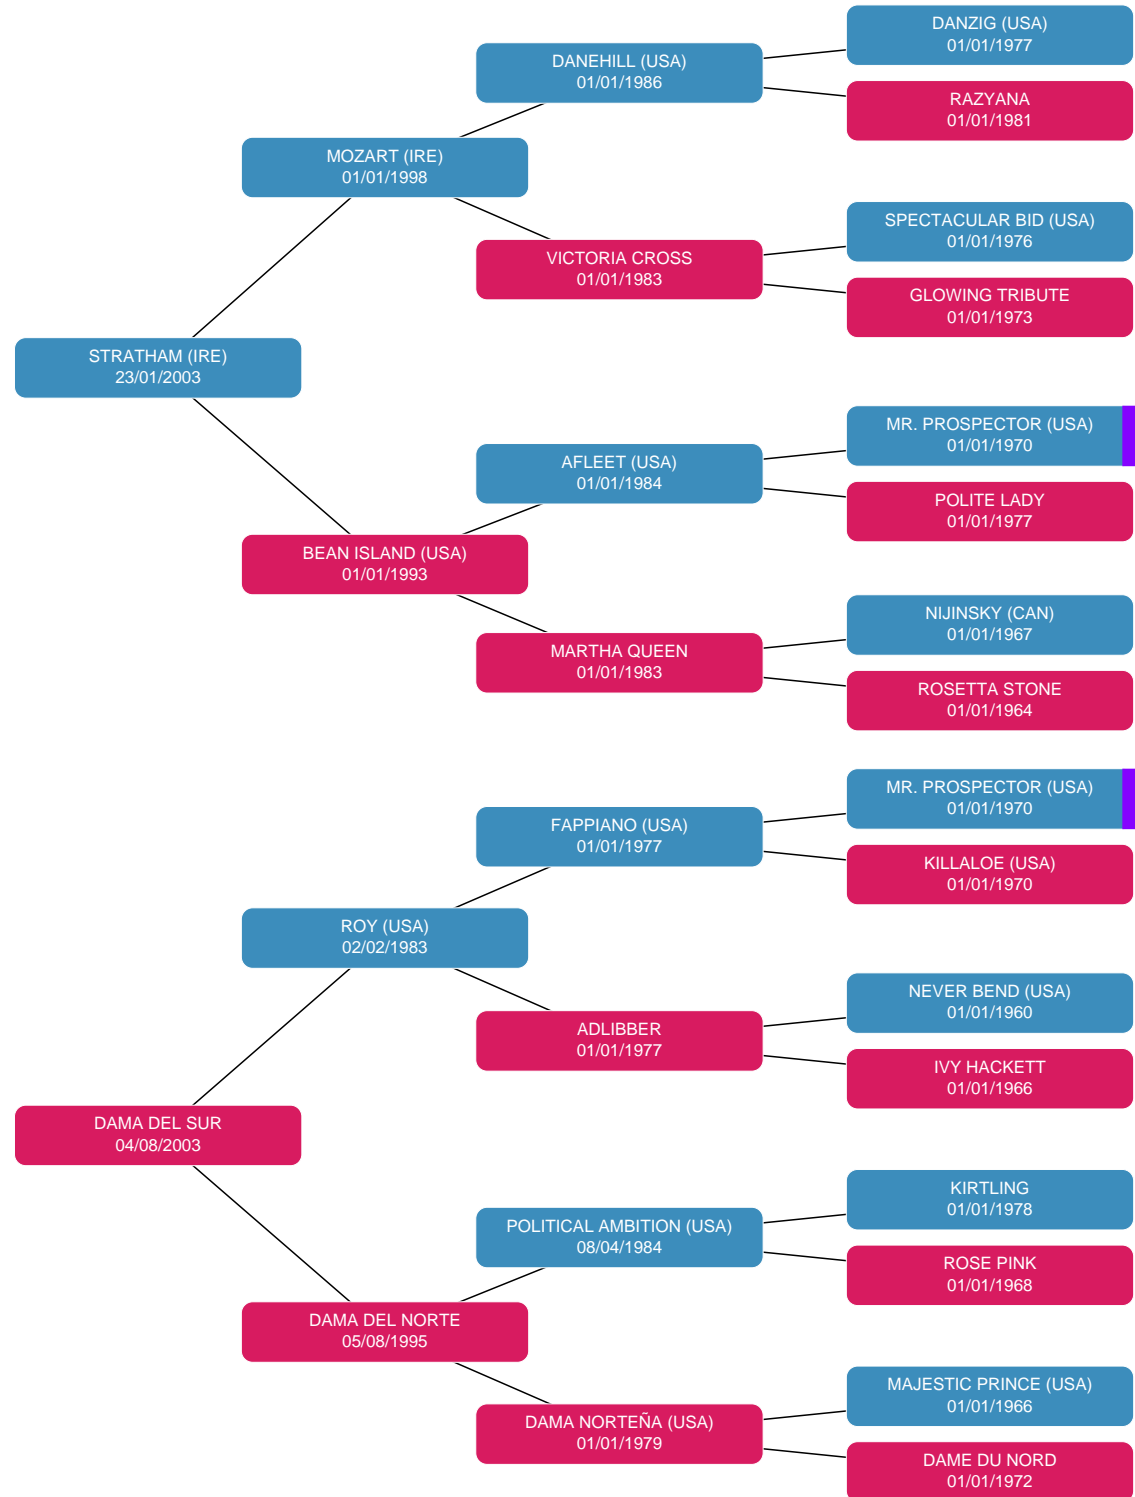 DANZIG (USA)
01/01/1977
DANEHILL (USA)
01/01/1986
RAZYANA
01/01/1981
MOZART (IRE)
01/01/1998
SPECTACULAR BID (USA)
01/01/1976
VICTORIA CROSS
01/01/1983
GLOWING TRIBUTE
01/01/1973
STRATHAM (IRE)
23/01/2003
MR. PROSPECTOR (USA)
01/01/1970
AFLEET (USA)
01/01/1984
POLITE LADY
01/01/1977
BEAN ISLAND (USA)
01/01/1993
NIJINSKY (CAN)
01/01/1967
MARTHA QUEEN
01/01/1983
ROSETTA STONE
01/01/1964
MR. PROSPECTOR (USA)
01/01/1970
FAPPIANO (USA)
01/01/1977
KILLALOE (USA)
01/01/1970
ROY (USA)
02/02/1983
NEVER BEND (USA)
01/01/1960
ADLIBBER
01/01/1977
IVY HACKETT
01/01/1966
DAMA DEL SUR
04/08/2003
KIRTLING
01/01/1978
POLITICAL AMBITION (USA)
08/04/1984
ROSE PINK
01/01/1968
DAMA DEL NORTE
05/08/1995
MAJESTIC PRINCE (USA)
01/01/1966
DAMA NORTEÑA (USA)
01/01/1979
DAME DU NORD
01/01/1972